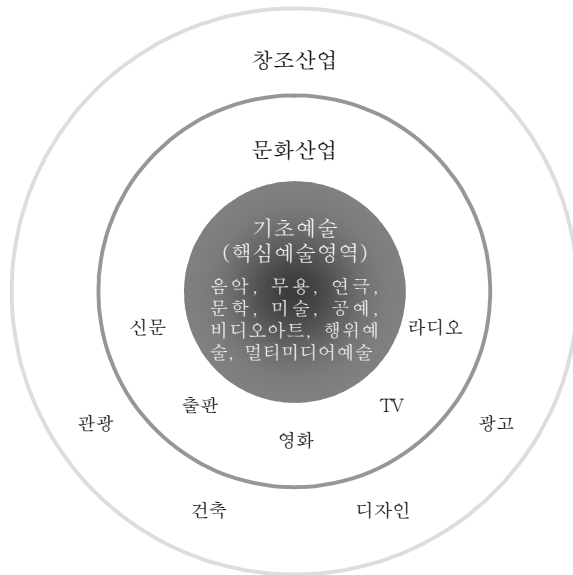 창조산업
문화산업
기초예술
(핵심예술영역)
음악, 무용, 연극,
문학, 미술, 공예,
비디오아트, 행위예
술, 멀티미디어예술
신문
라디오
출판
TV
관광
영화
광고
건축
디자인